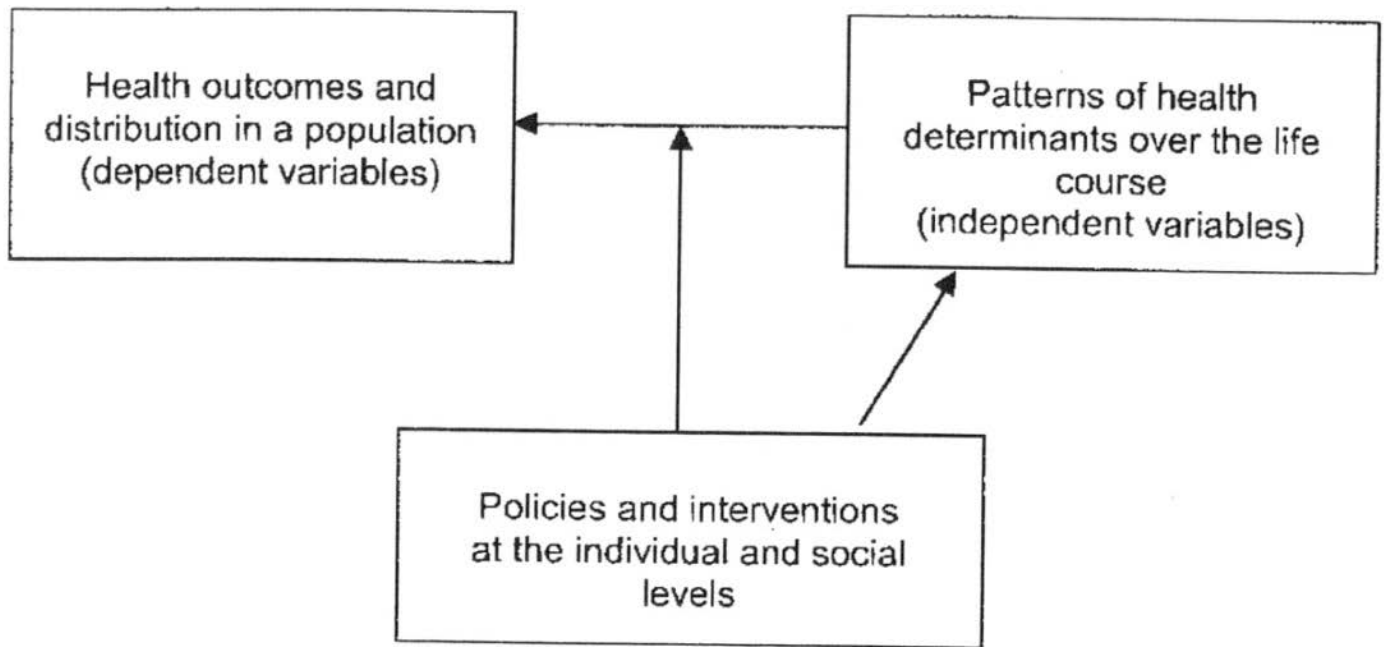 Health outcomes and
distribution in a population
(dependent variables)
Patterns of health
determinants over the life
course
(independent variables)
Policies and interventions
at the individual and social
levels